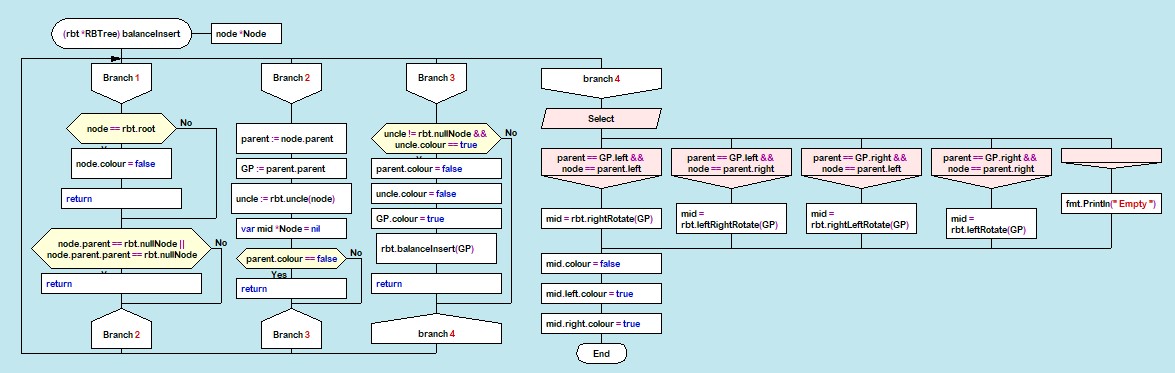 (rbt *RBTree) balanceInsert
node *Node
Branch 1
node == rbt.root
No
node.colour = false
return
node.parent == rbt.nullNode ||
node.parent.parent == rbt.nullNode
No
return
Branch 2
Branch 2
parent := node.parent
GP := parent.parent
uncle := rbt.uncle(node)
var mid *Node = nil
parent.colour == false
No
Yes
return
Branch 3
Branch 3
uncle != rbt.nullNode &&
uncle.colour == true
No
parent.colour = false
uncle.colour = false
GP.colour = true
rbt.balanceInsert(GP)
return
branch 4
branch 4
Select
parent == GP.left &&
node == parent.left
mid = rbt.rightRotate(GP)
parent == GP.left &&
node == parent.right
mid =
rbt.leftRightRotate(GP)
parent == GP.right &&
node == parent.left
mid =
rbt.rightLeftRotate(GP)
parent == GP.right &&
node == parent.right
mid =
rbt.leftRotate(GP)
fmt.Println(" Empty ")
mid.colour = false
mid.left.colour = true
mid.right.colour = true
End